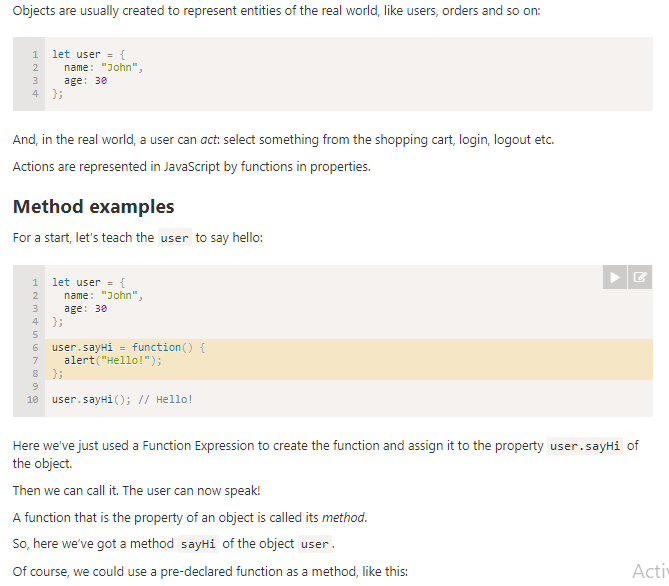 Objects are usually created to represent entities of the real world, like users, orders and so on:
1 let user = {
2   name: "John",
3   age: 30
4 };
And, in the real world, a user can act: select something from the shopping cart, login, logout etc.
Actions are represented in JavaScript by functions in properties.
Method examples
For a start, let's teach the user to say hello:
1 let user = {
2   name: "John",
3   age: 30
4 };
5
6 user.sayHi = function() {
7   alert("Hello!");
8 };
9
10 user.sayHi(); // Hello!
Here we've just used a Function Expression to create the function and assign it to the property user.sayHi of
the object.
Then we can call it. The user can now speak!
A function that is the property of an object is called its method.
So, here we've got a method sayHi of the object user.
Of course, we could use a pre-declared function as a method, like this: